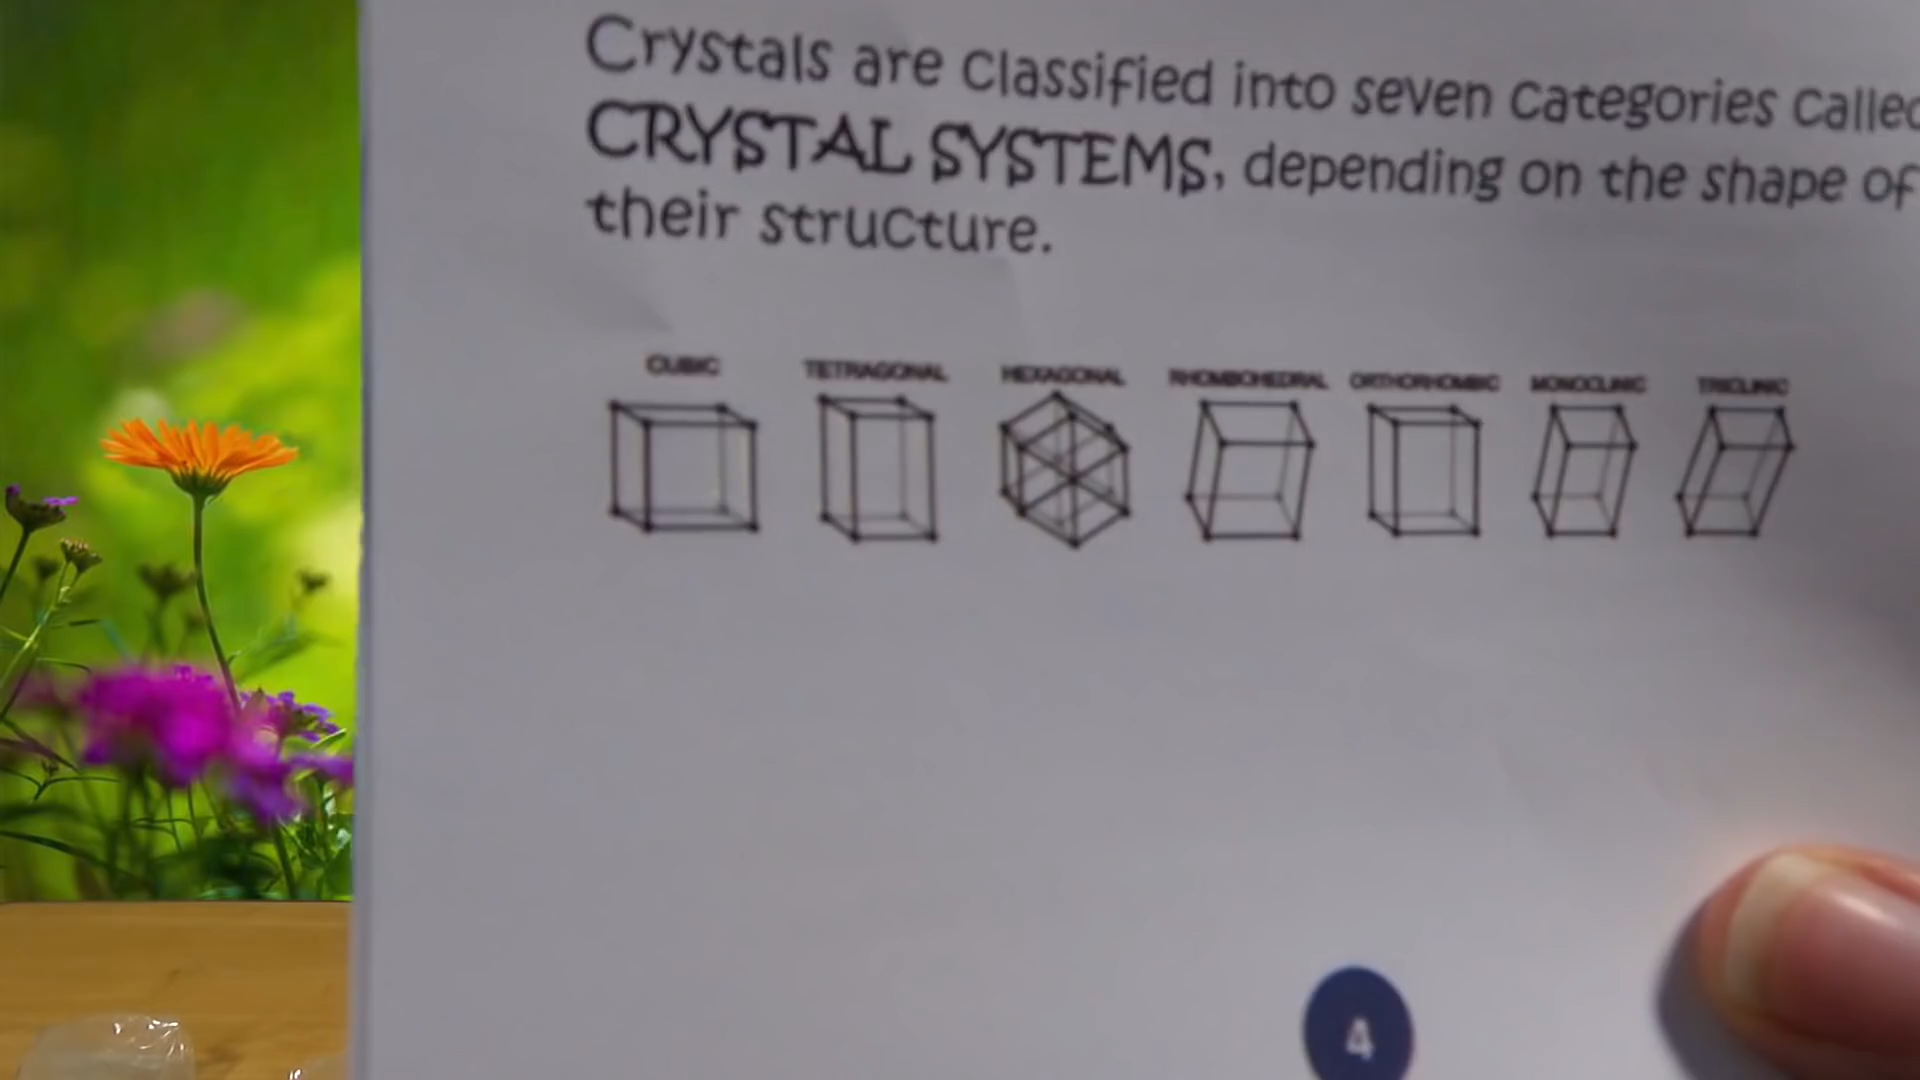 Crystals are classified into seven categories called
CRYSTAL SYSTEMS, depending on the shape of
their structure.
CUBIC TETRAGONAL HEXAGONAL RHOMBOHEDRAL ORTHORHOMBIC MONOCLINIC TRICLINIC
4